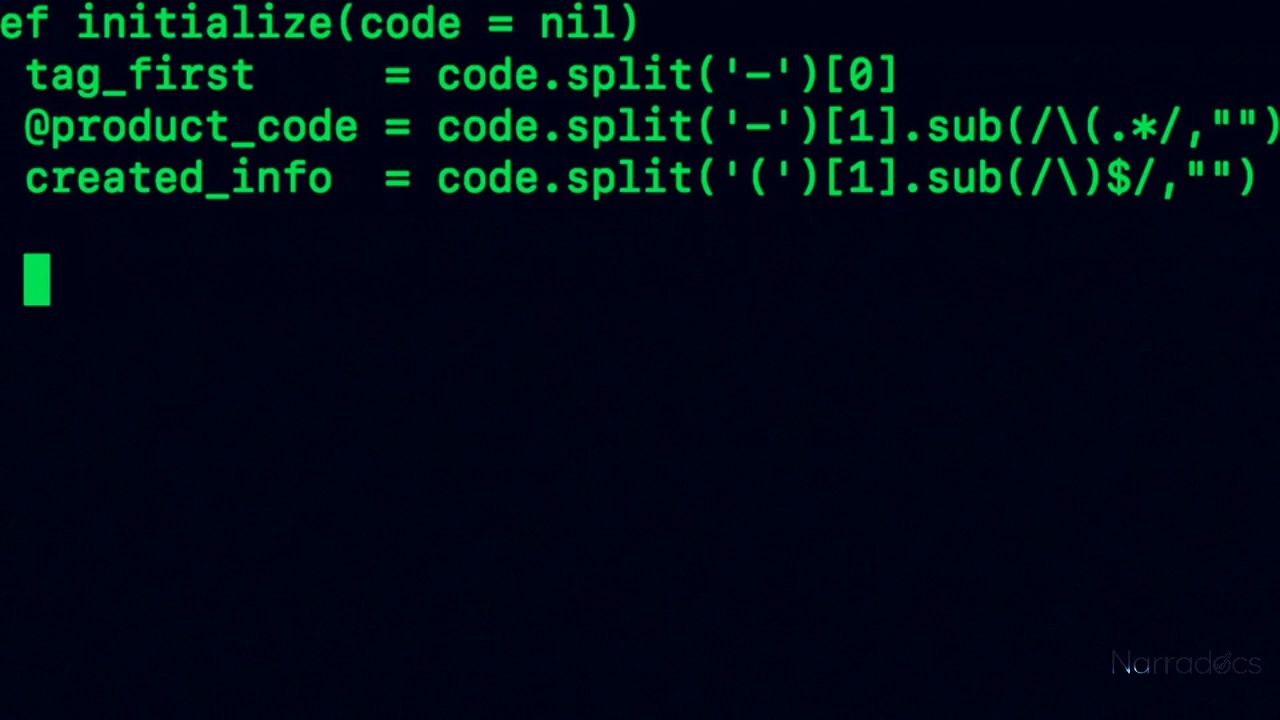 ef initialize(code = nil)
tag_first = code.split('-')[0]
@product_code = code.split('-')[1].sub(/\(.*/,"")
created_info = code.split('(')[1].sub(/\)$/,"")
Narradocs